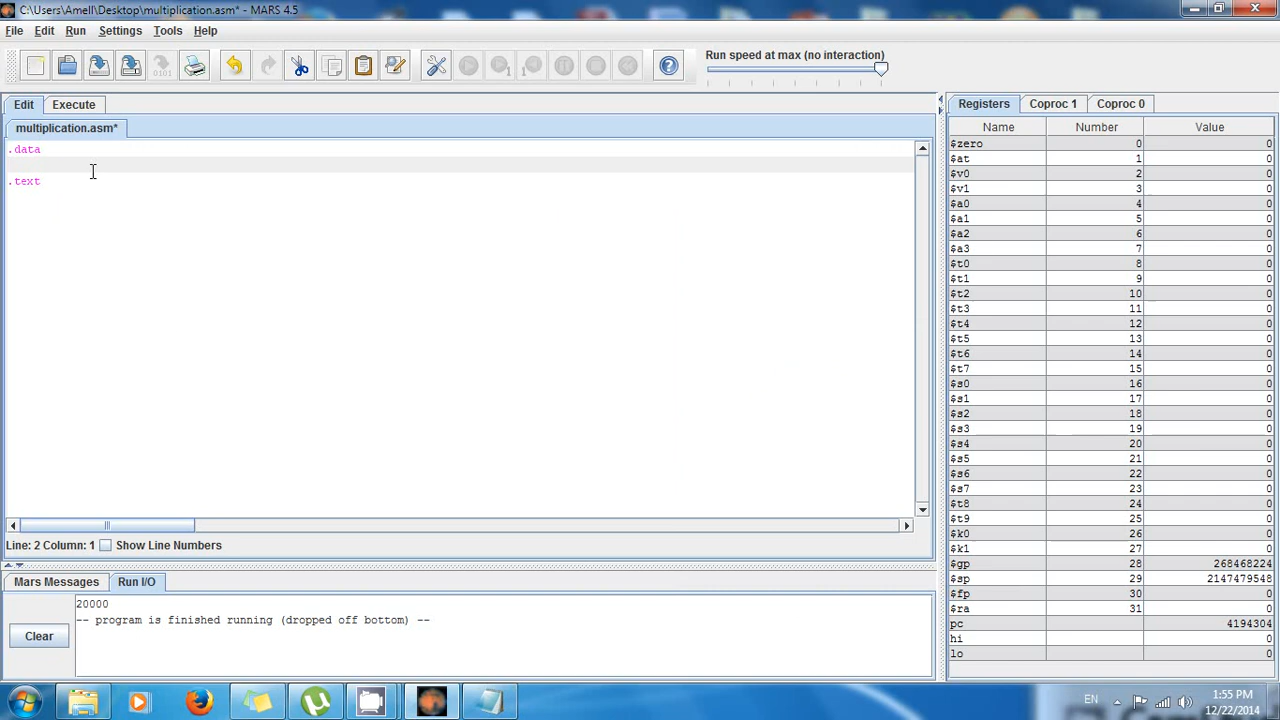 C:\Users\Amell\Desktop\multiplication.asm* - MARS 4.5
File Edit Run Settings Tools Help
Run speed at max (no interaction)
Edit Execute
multiplication.asm*
.data
.text
Line: 2 Column: 1 Show Line Numbers
Mars Messages Run I/O
Clear
20000
-- program is finished running (dropped off bottom) --
Registers Coproc 1 Coproc 0
Name Number Value
$zero 0 0
$at 1 0
$v0 2 0
$v1 3 0
$a0 4 0
$a1 5 0
$a2 6 0
$a3 7 0
$t0 8 0
$t1 9 0
$t2 10 0
$t3 11 0
$t4 12 0
$t5 13 0
$t6 14 0
$t7 15 0
$s0 16 0
$s1 17 0
$s2 18 0
$s3 19 0
$s4 20 0
$s5 21 0
$s6 22 0
$s7 23 0
$t8 24 0
$t9 25 0
$k0 26 0
$k1 27 0
$gp 28 268468224
$sp 29 2147479548
$fp 30 0
$ra 31 0
pc 4194304
hi 0
lo 0
EN
1:55 PM
12/22/2014